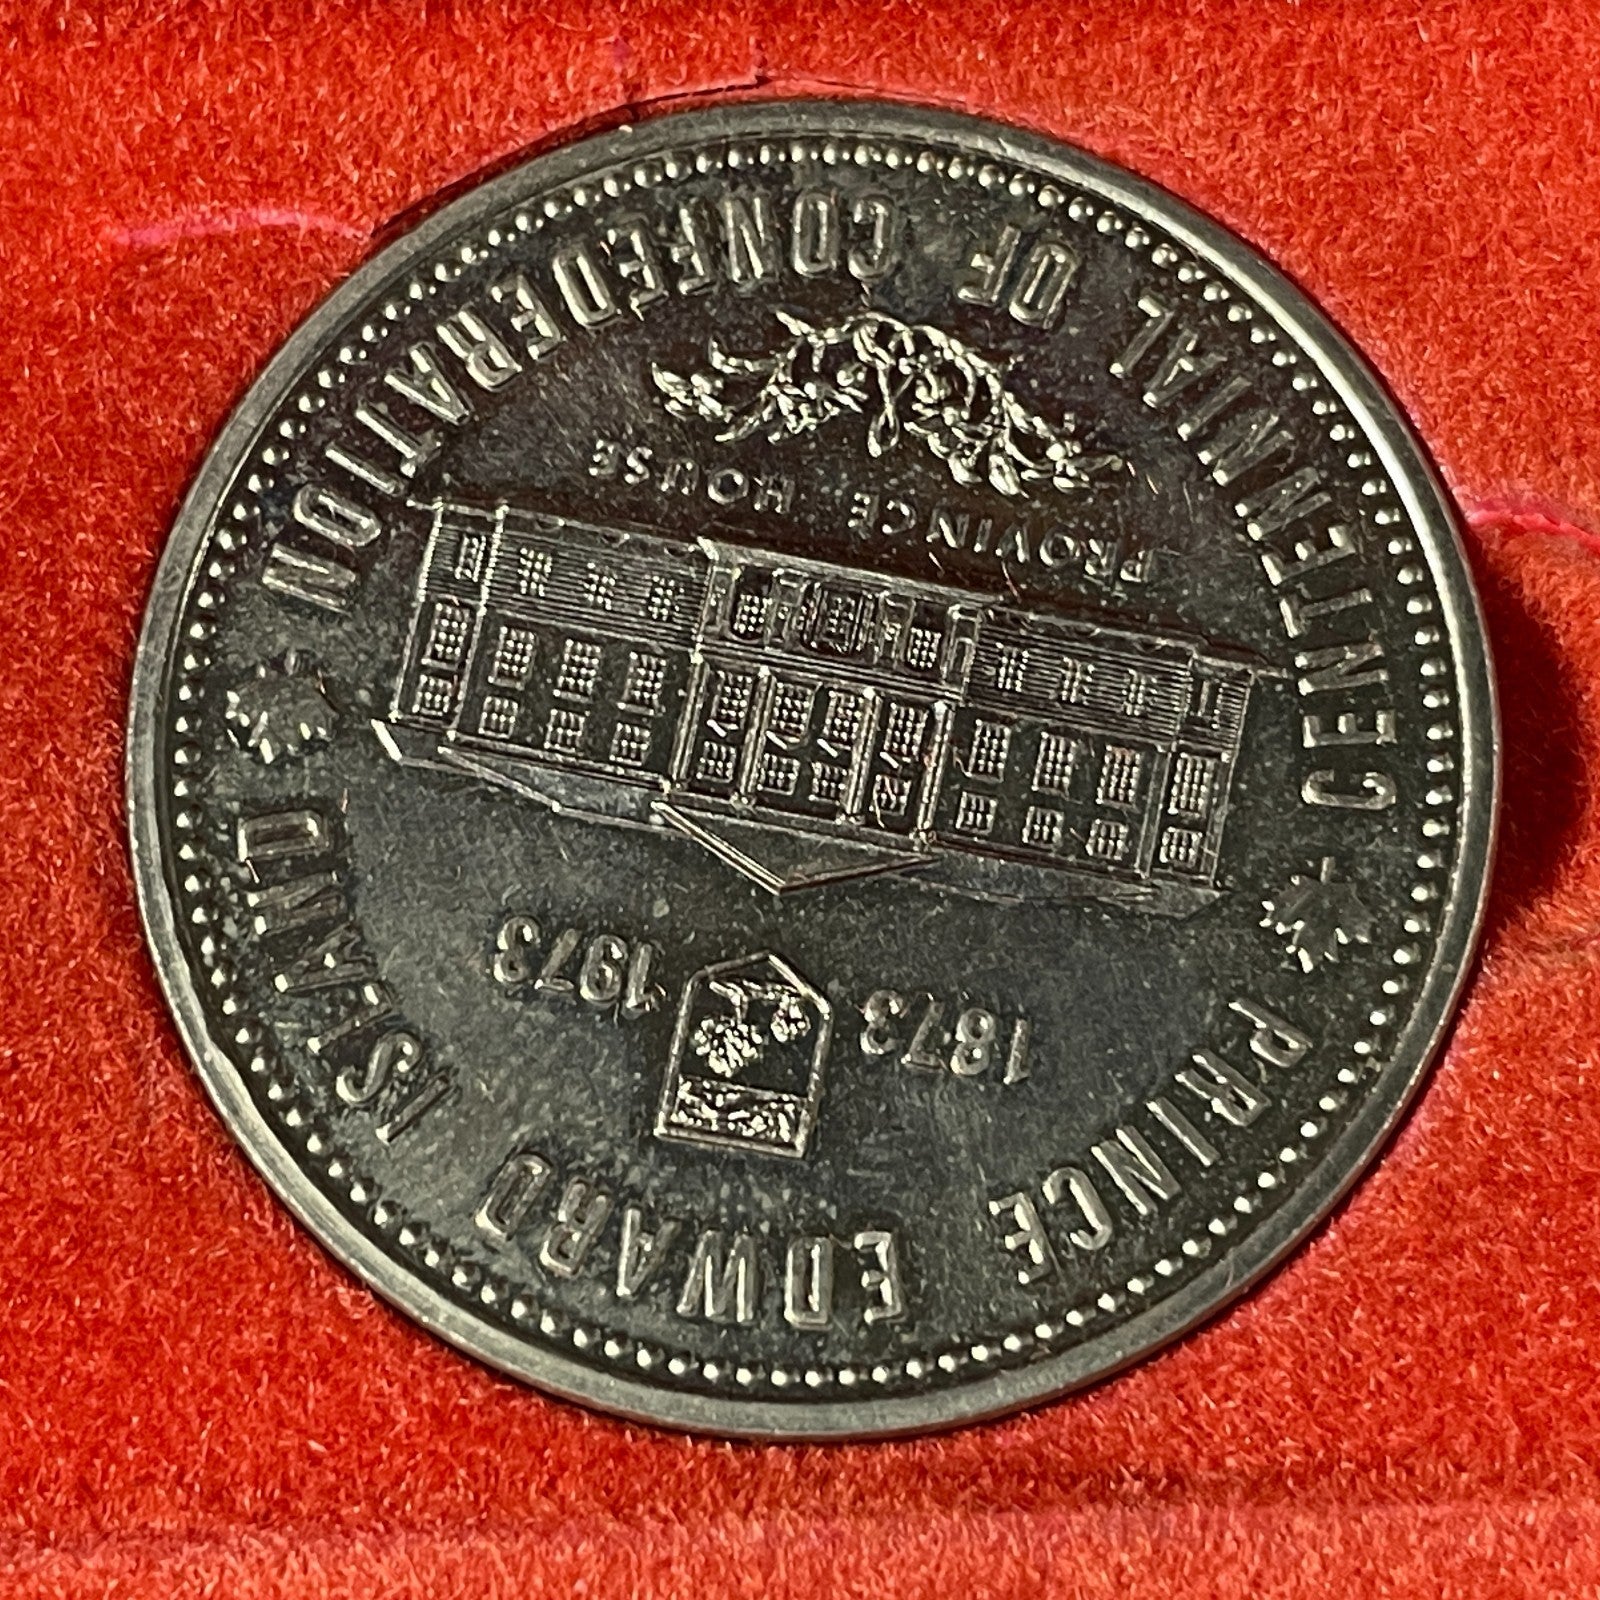 PRINCE EDWARD ISLAND
1873 1973
PROVINCE HOUSE
CENTENNIAL OF CONFEDERATION